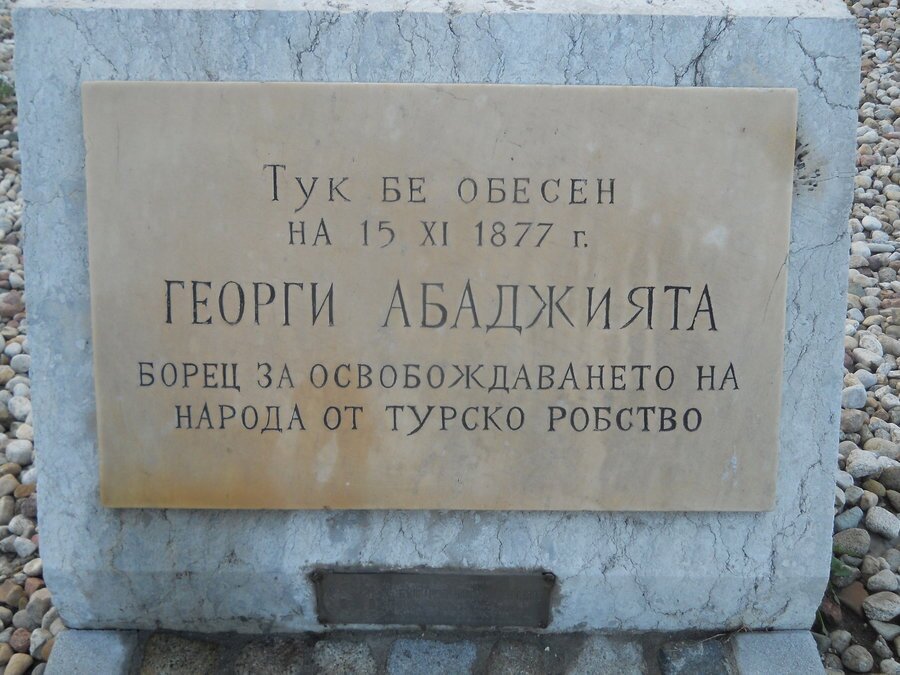 Тук бе обесен
на 15 XI 1877 г.
Георги Абаджията
борец за освобождаването на
народа от турско робство